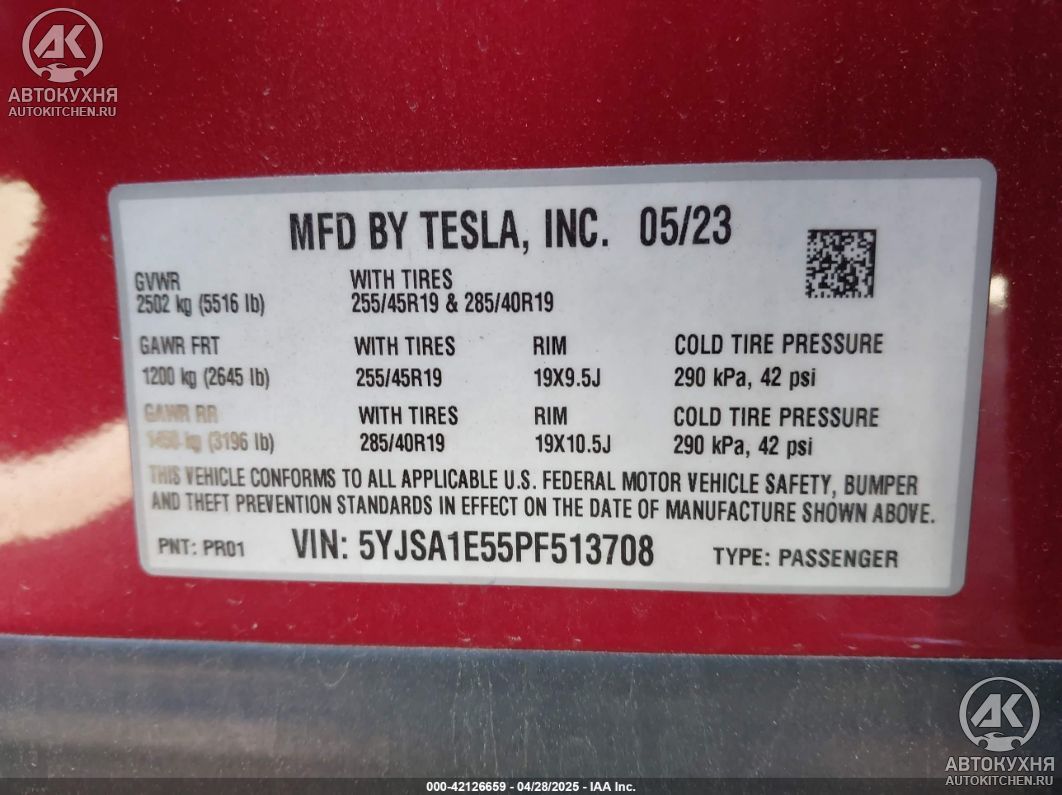 AK
АВТОКУХНЯ
AUTOKITCHEN.RU
MFD BY TESLA, INC. 05/23
GVWR
2502 kg (5516 lb)
WITH TIRES
255/45R19 & 285/40R19
GAWR FRT WITH TIRES RIM COLD TIRE PRESSURE
1200 kg (2645 lb) 255/45R19 19X9.5J 290 kPa, 42 psi
GAWR RR WITH TIRES RIM COLD TIRE PRESSURE
1450 kg (3196 lb) 285/40R19 19X10.5J 290 kPa, 42 psi
THIS VEHICLE CONFORMS TO ALL APPLICABLE U.S. FEDERAL MOTOR VEHICLE SAFETY, BUMPER
AND THEFT PREVENTION STANDARDS IN EFFECT ON THE DATE OF MANUFACTURE SHOWN ABOVE.
PNT: PR01 VIN: 5YJSA1E55PF513708 TYPE: PASSENGER
AK
АВТОКУХНЯ
AUTOKITCHEN.RU
000-42126659 - 04/28/2025 - IAA Inc.